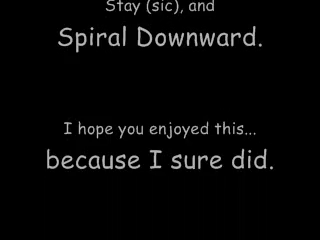 Stay (sic), and
Spiral Downward.
I hope you enjoyed this...
because I sure did.